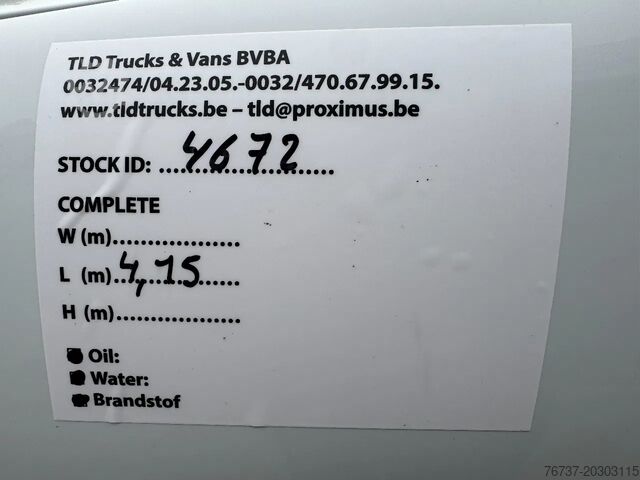 TLD Trucks & Vans BVBA
0032474/04.23.05.-0032/470.67.99.15.
www.tldtrucks.be – tld@proximus.be
STOCK ID: 4672
COMPLETE
W (m)....................
L (m) 4,15
H (m)....................
Oil:
Water:
Brandstof
76737-20303115